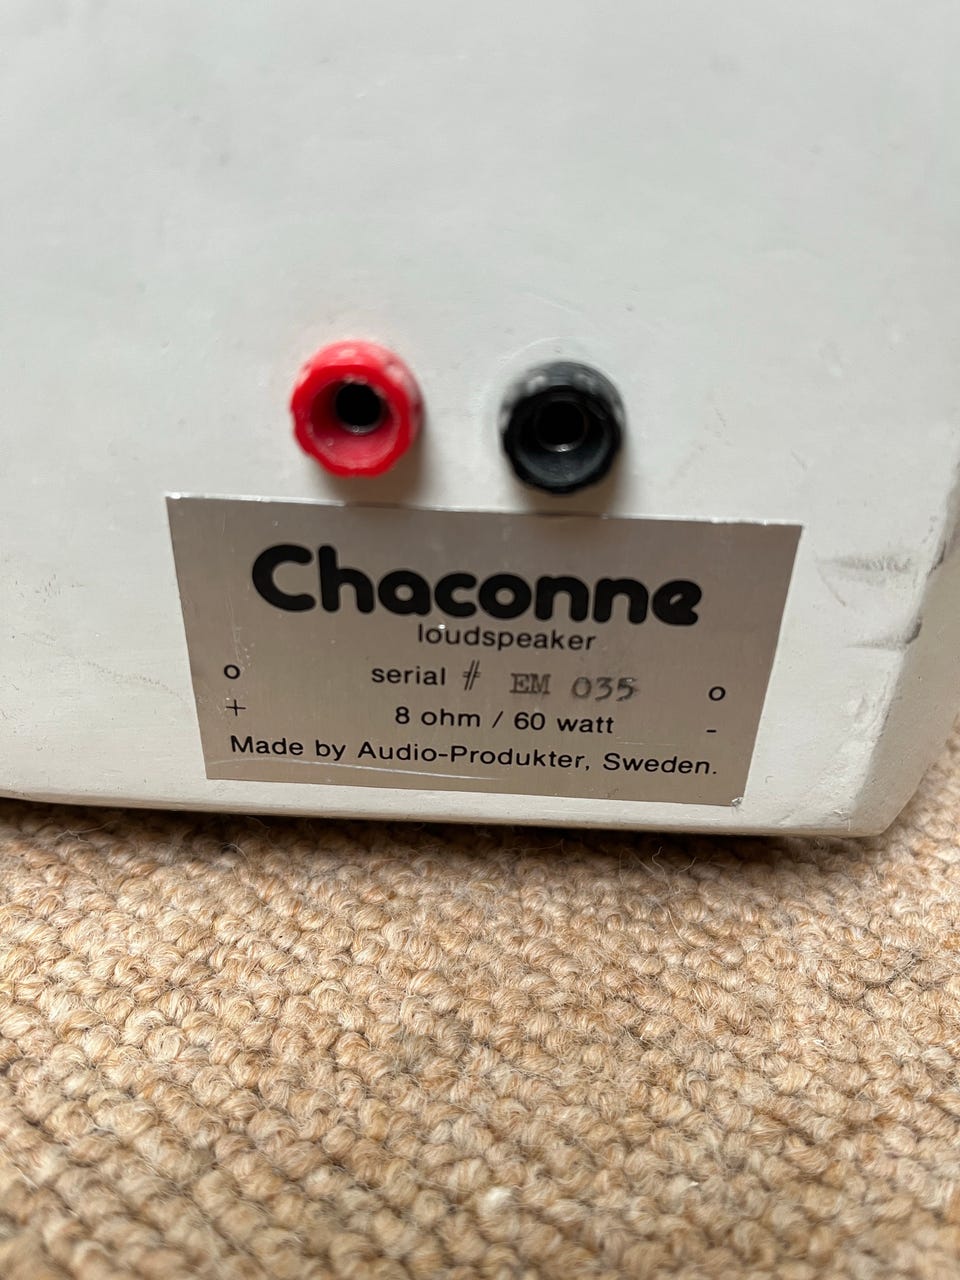 Chaconne
loudspeaker
serial # EM 035
o o
+ 8 ohm / 60 watt -
Made by Audio-Produkter, Sweden.